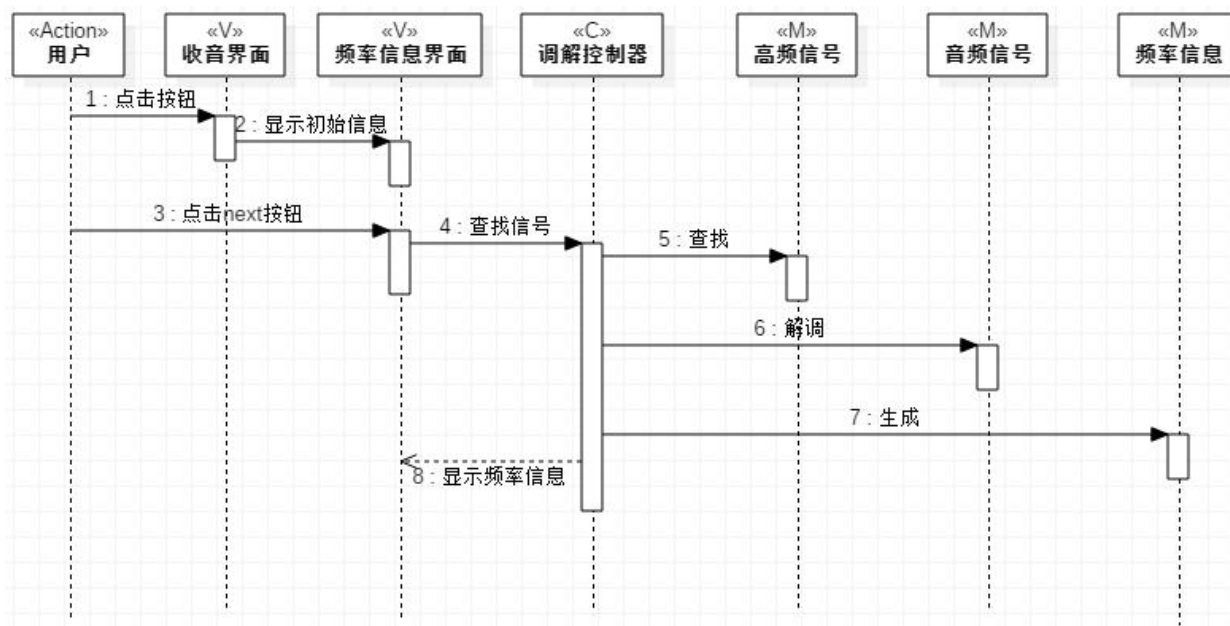 «Action»
用户
«V»
收音界面
«V»
频率信息界面
«C»
调解控制器
«M»
高频信号
«M»
音频信号
«M»
频率信息
1 : 点击按钮
2 : 显示初始信息
3 : 点击next按钮
4 : 查找信号
5 : 查找
6 : 解调
7 : 生成
8 : 显示频率信息